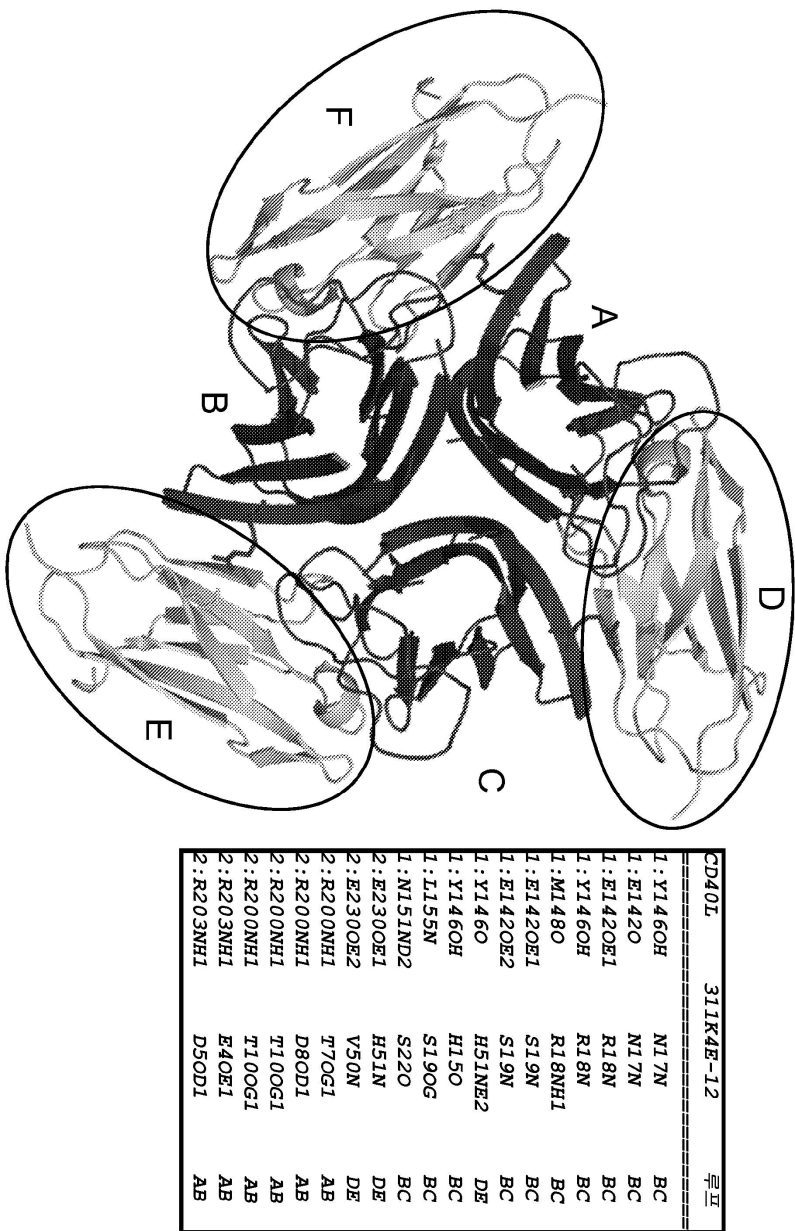 D
A
C
F
B
E
CD40L 311K4E-12 루프
==============================
1:Y146OH N17N BC
1:E142O N17N BC
1:E142OE1 R18N BC
1:Y146OH R18N BC
1:M148O R18NH1 BC
1:E142OE1 S19N BC
1:E142OE2 S19N BC
1:Y146O H51NE2 DE
1:Y146OH H15O BC
1:L155N S19OG BC
1:N151ND2 S22O BC
2:E230OE1 H51N DE
2:E230OE2 V50N DE
2:R200NH1 T7OG1 AB
2:R200NH1 D8OD1 AB
2:R200NH1 T10OG1 AB
2:R200NH1 T10OG1 AB
2:R203NH1 E4OE1 AB
2:R203NH1 D5OD1 AB